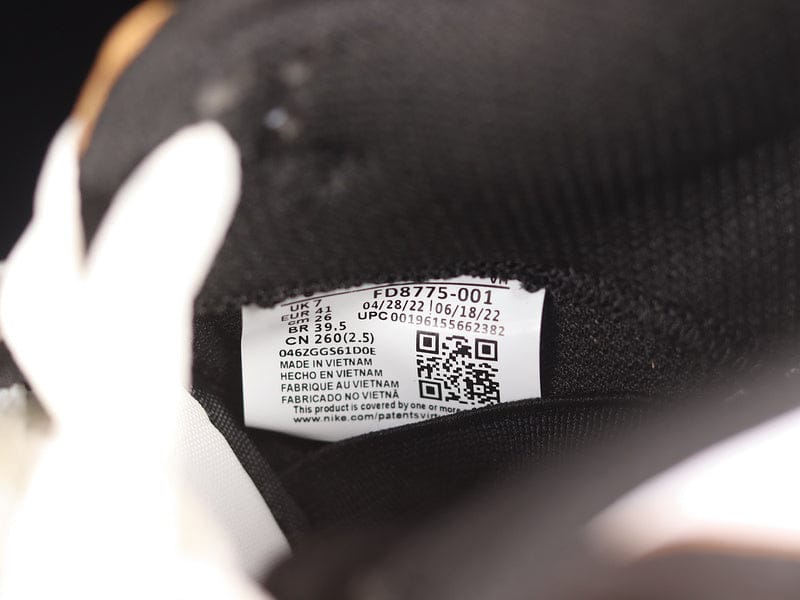 VN
UK 7
EUR 41
cm 26
BR 39.5
CN 260(2.5)
FD8775-001
04/28/22 06/18/22
UPC 00196155662382
046ZGGS61D0E
MADE IN VIETNAM
HECHO EN VIETNAM
FABRIQUE AU VIETNAM
FABRICADO NO VIETNÃ
This product is covered by one or more
www.nike.com/patents